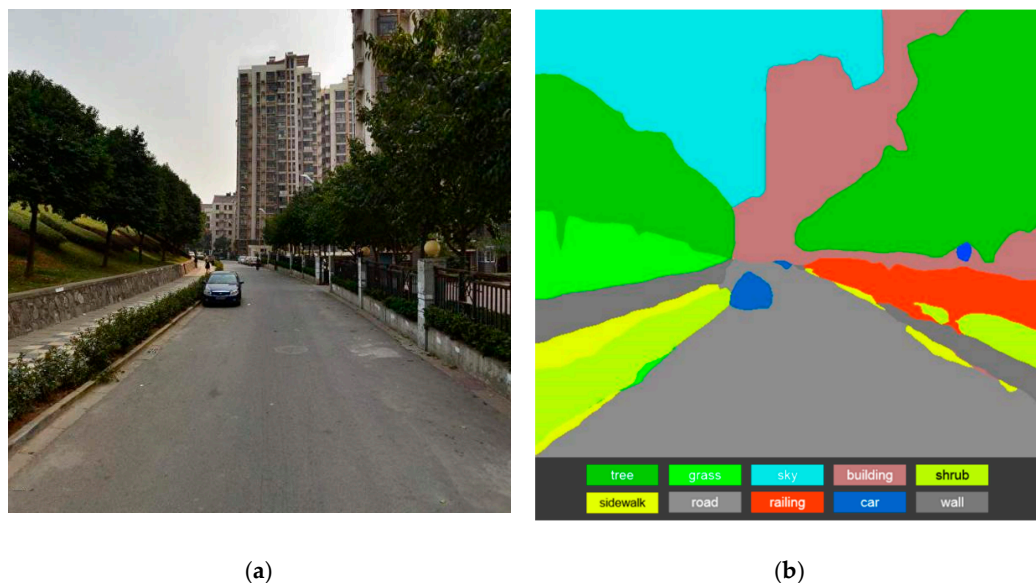 tree grass sky building shrub
sidewalk road railing car wall
(a) (b)